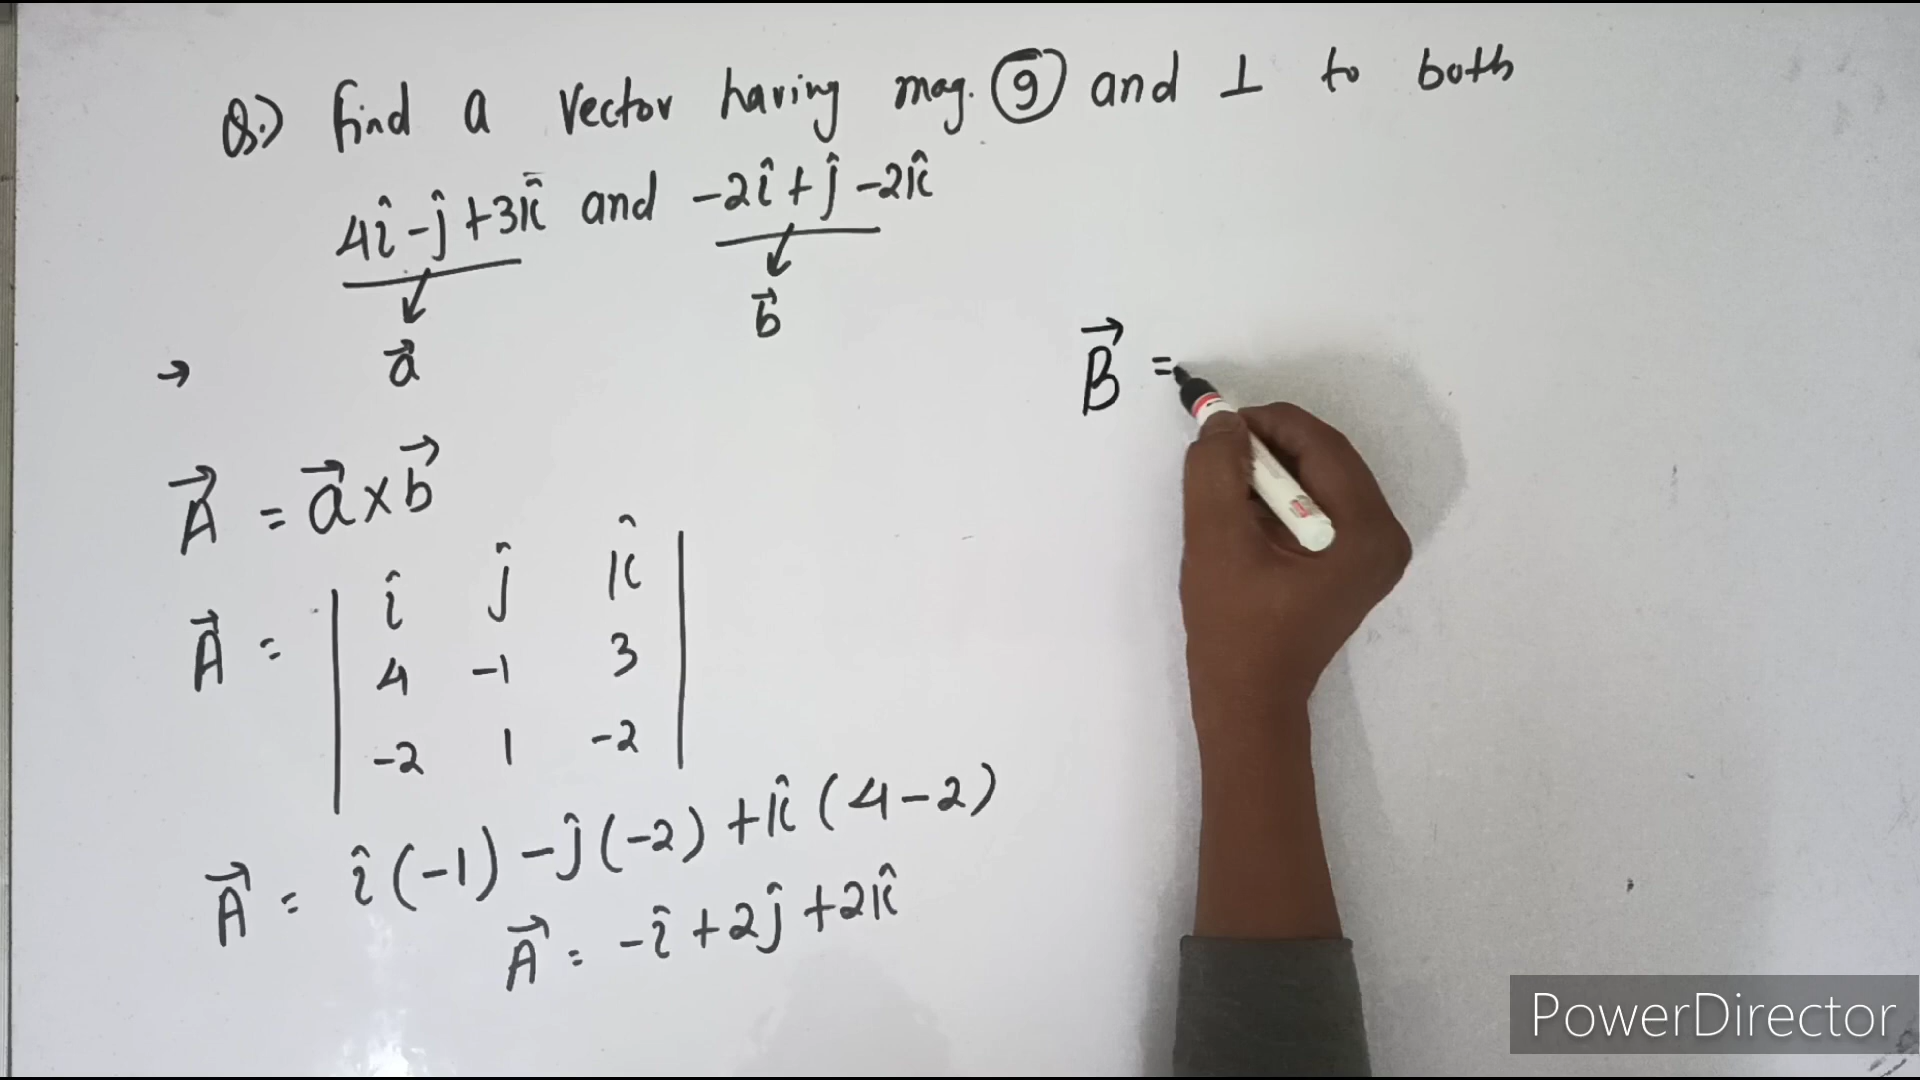 Q.) find a vector having mag. 9 and ⊥ to both
4î - ĵ + 3k̂ and -2î + ĵ - 2k̂
a⃗ b⃗
→
A⃗ = a⃗ × b⃗
A⃗ = | î ĵ k̂ |
4 -1 3
-2 1 -2
A⃗ = î (-1) - ĵ (-2) + k̂ (4-2)
A⃗ = -î + 2ĵ + 2k̂
B⃗ =
PowerDirector